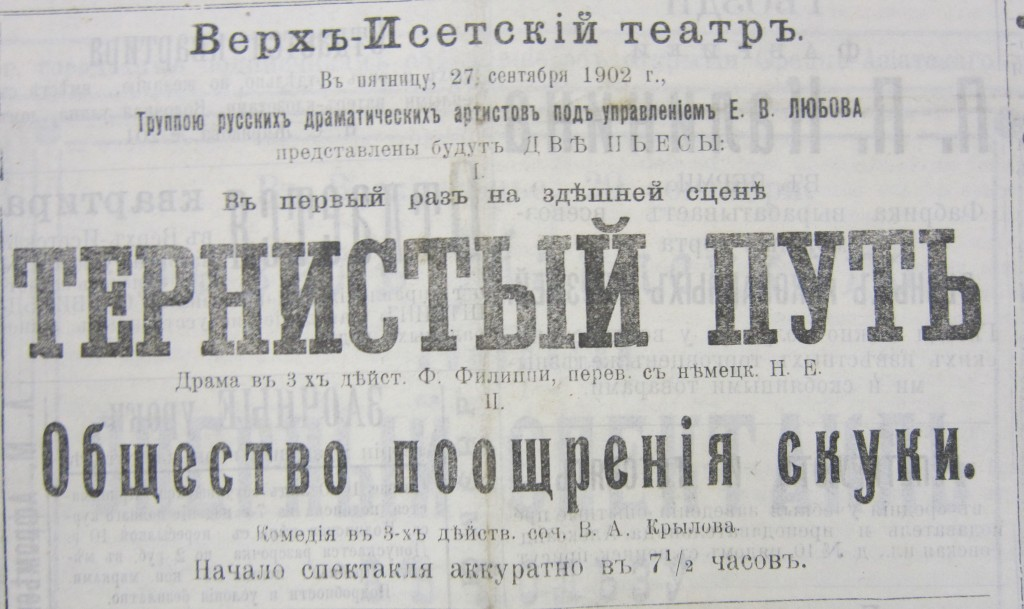 Верхъ-Исетскій театръ.
Въ пятницу, 27 сентября 1902 г.,
Труппою русскихъ драматическихъ артистовъ подъ управленіемъ Е. В. ЛЮБОВА
представлены будутъ ДВѢ ПЬЕСЫ:
I.
Въ первый разъ на здѣшней сценѣ
ТЕРНИСТЫЙ ПУТЬ
Драма въ 3 хъ дѣйст. Ф. Филиппи, перев. съ нѣмецк. Н. Е.
II.
Общество поощренія скуки.
Комедія въ 3-хъ дѣйств. соч. В. А. Крылова.
Начало спектакля аккуратно въ 7 1/2 часовъ.